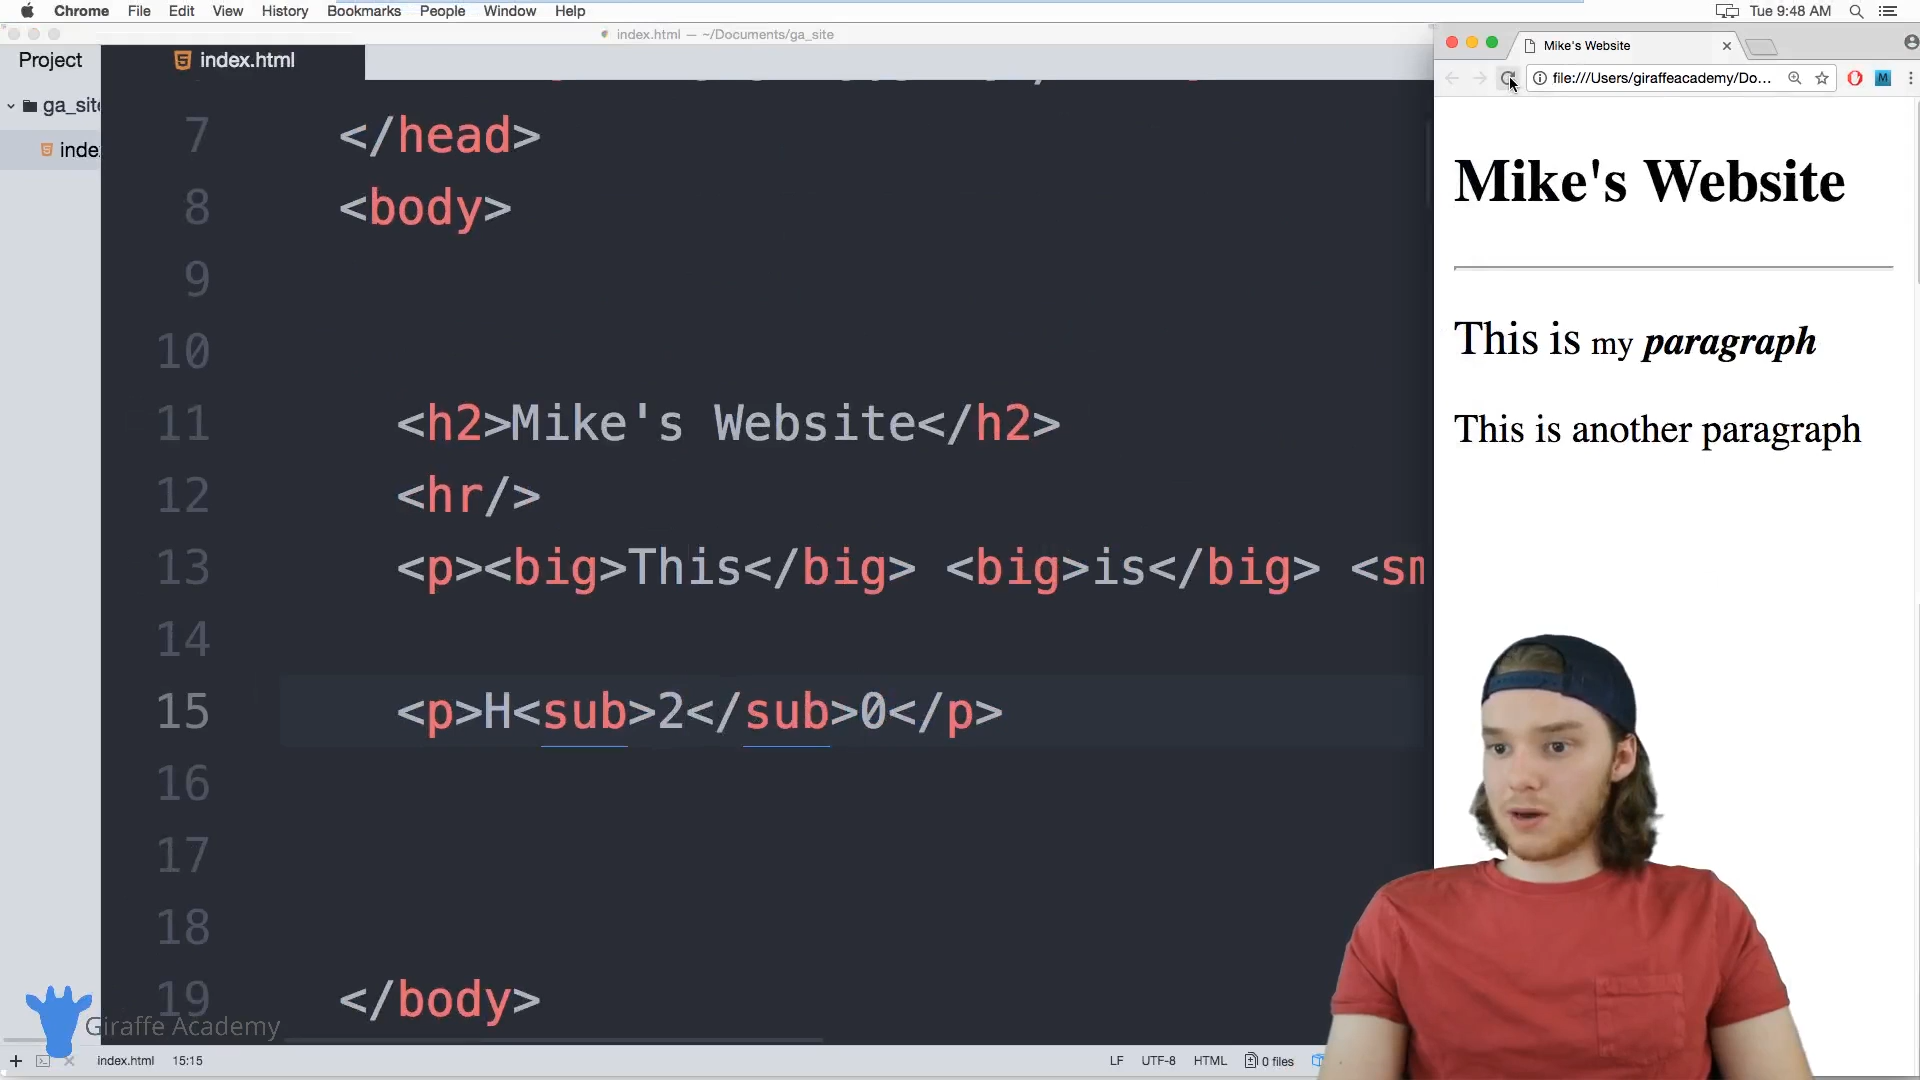 Chrome File Edit View History Bookmarks People Window Help
Tue 9:48 AM
index.html — ~/Documents/ga_site
Project
index.html
Mike's Website
file:///Users/giraffeacademy/Do...
M
ga_site
7 </head>
inde
8 <body>
9
10
11 <h2>Mike's Website</h2>
12 <hr/>
13 <p><big>This</big> <big>is</big> <sm
14
15 <p>H<sub>2</sub>0</p>
16
17
18
19 </body>
Mike's Website
This is my paragraph
This is another paragraph
Giraffe Academy
index.html 15:15
LF UTF-8 HTML 0 files